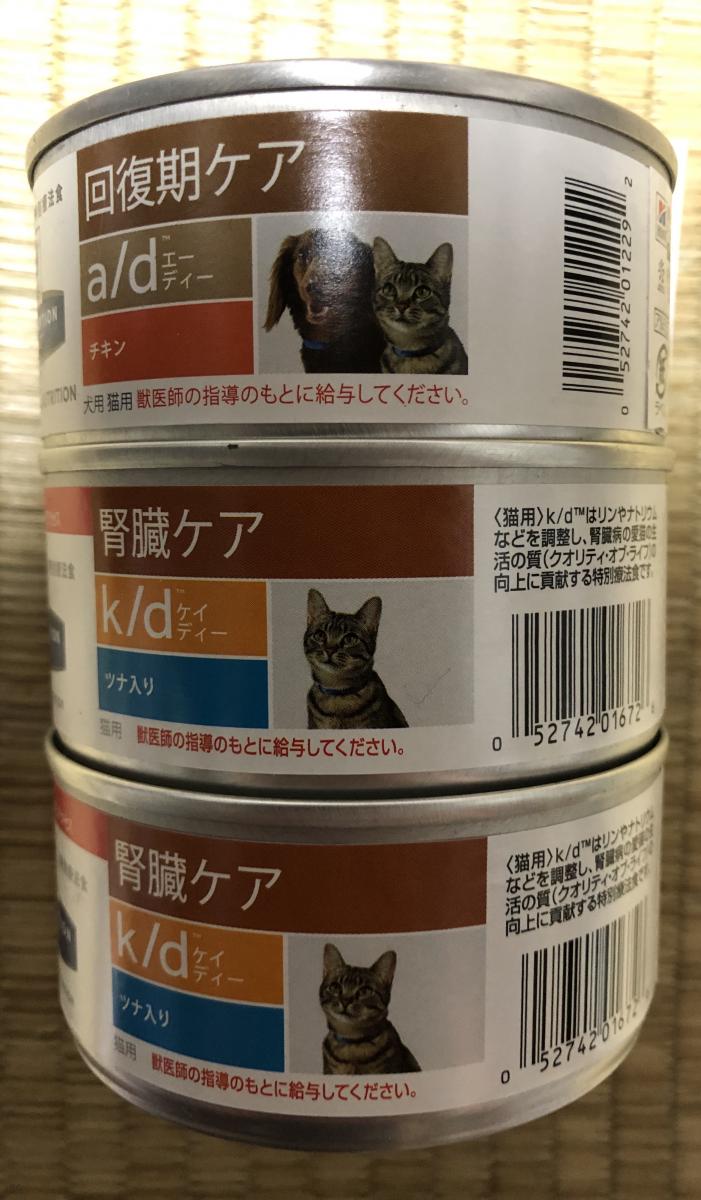 回復期ケア
a/d™
エー
ディー
チキン
犬用 猫用 獣医師の指導のもとに給与してください。
0 52742 01229 2
腎臓ケア
k/d™
ケイ
ディー
ツナ入り
猫用 獣医師の指導のもとに給与してください。
〈猫用〉k/d™はリンやナトリウム
などを調整し、腎臓病の愛猫の生
活の質(クオリティ・オブ・ライフ)の
向上に貢献する特別療法食です。
0 52742 01672 6
腎臓ケア
k/d™
ケイ
ディー
ツナ入り
猫用 獣医師の指導のもとに給与してください。
〈猫用〉k/d™はリンやナトリウム
などを調整し、腎臓病の愛猫の生
活の質(クオリティ・オブ・ライフ)の
向上に貢献する特別療法食です。
0 52742 01672